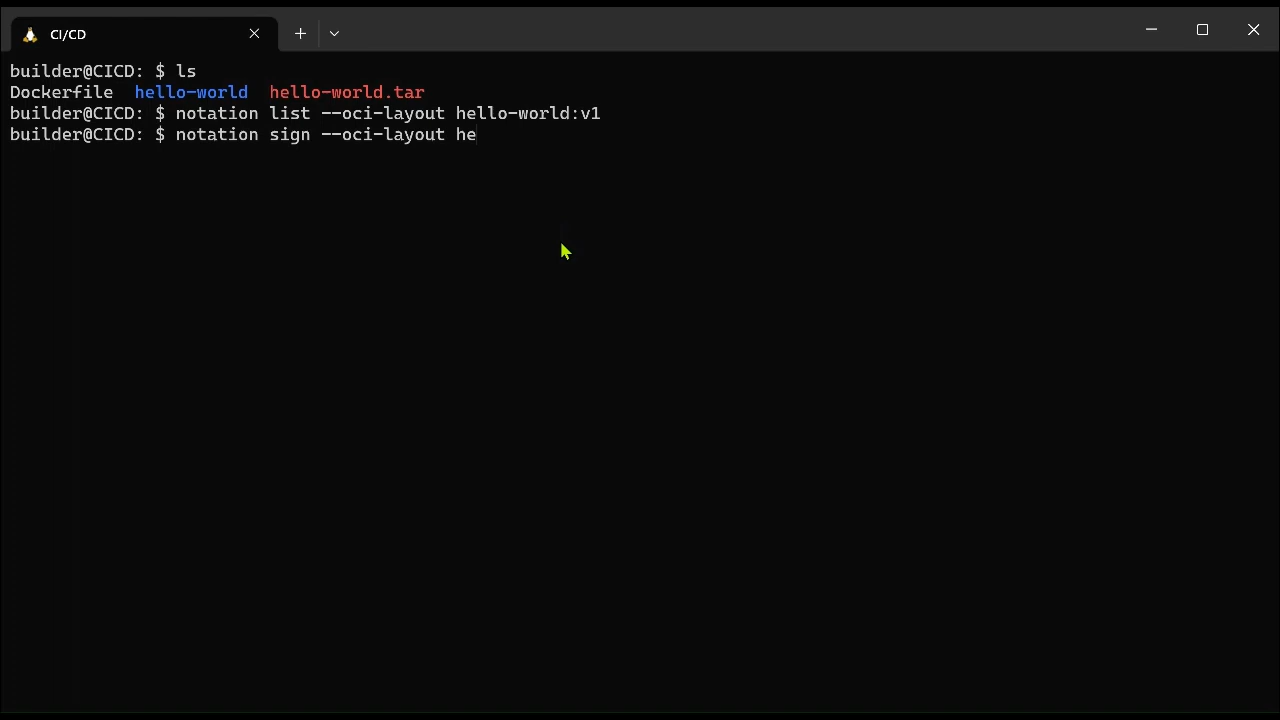 CI/CD
builder@CICD: $ ls
Dockerfile  hello-world  hello-world.tar
builder@CICD: $ notation list --oci-layout hello-world:v1
builder@CICD: $ notation sign --oci-layout he